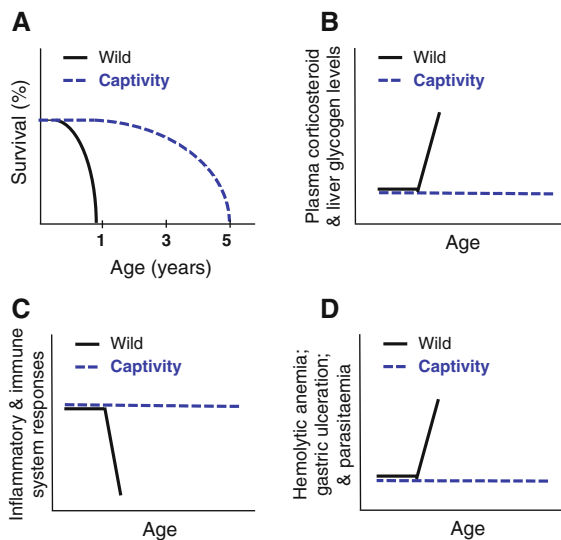 A
Wild
Captivity
Survival (%)
1
3
5
Age (years)
B
Wild
Captivity
Plasma corticosteroid
& liver glycogen levels
Age
C
Wild
Captivity
Inflammatory & immune
system responses
Age
D
Wild
Captivity
Hemolytic anemia;
gastric ulceration;
& parasitaemia
Age